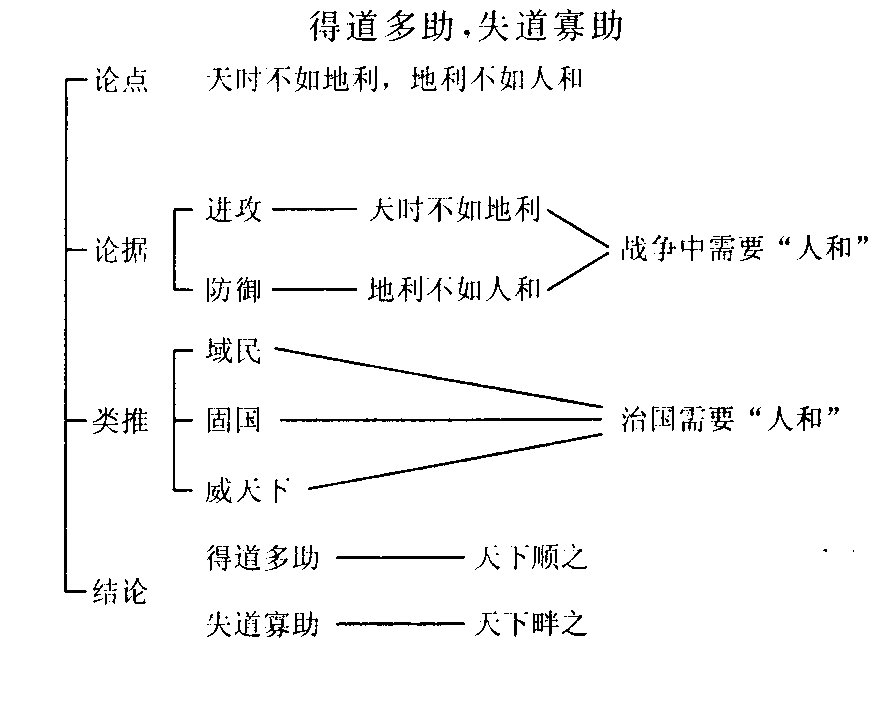 得道多助，失道寡助
论点 天时不如地利，地利不如人和
进攻 天时不如地利
论据 战争中需要“人和”
防御 地利不如人和
域民
类推 固国 治国需要“人和”
威天下
得道多助 天下顺之
结论
失道寡助 天下畔之